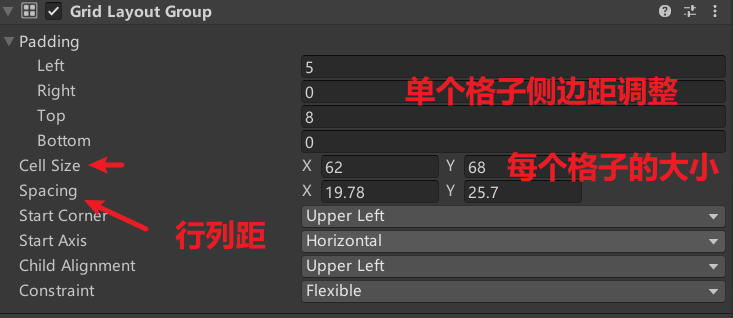 Grid Layout Group
Padding
Left 5
Right 0 单个格子侧边距调整
Top 8
Bottom 0
Cell Size X 62 Y 68 每个格子的大小
Spacing X 19.78 Y 25.7
行列距
Start Corner Upper Left
Start Axis Horizontal
Child Alignment Upper Left
Constraint Flexible